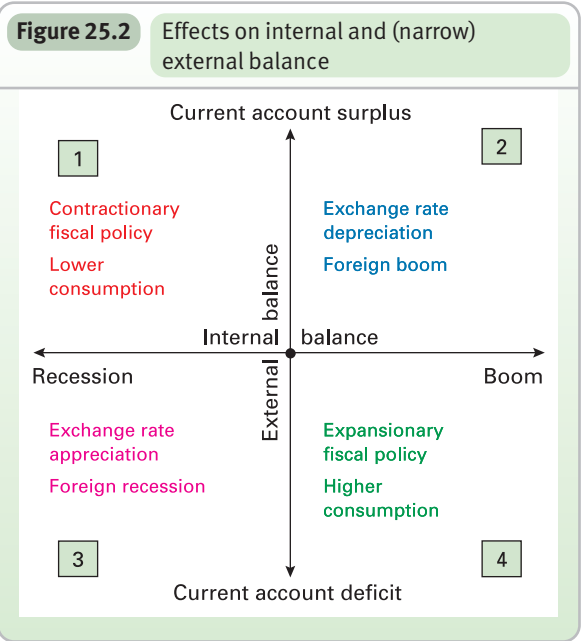 Figure 25.2
Effects on internal and (narrow)
external balance
Current account surplus
1
2
Contractionary
fiscal policy
Lower
consumption
Exchange rate
depreciation
Foreign boom
Internal balance
External balance
Recession
Boom
Exchange rate
appreciation
Foreign recession
Expansionary
fiscal policy
Higher
consumption
3
4
Current account deficit